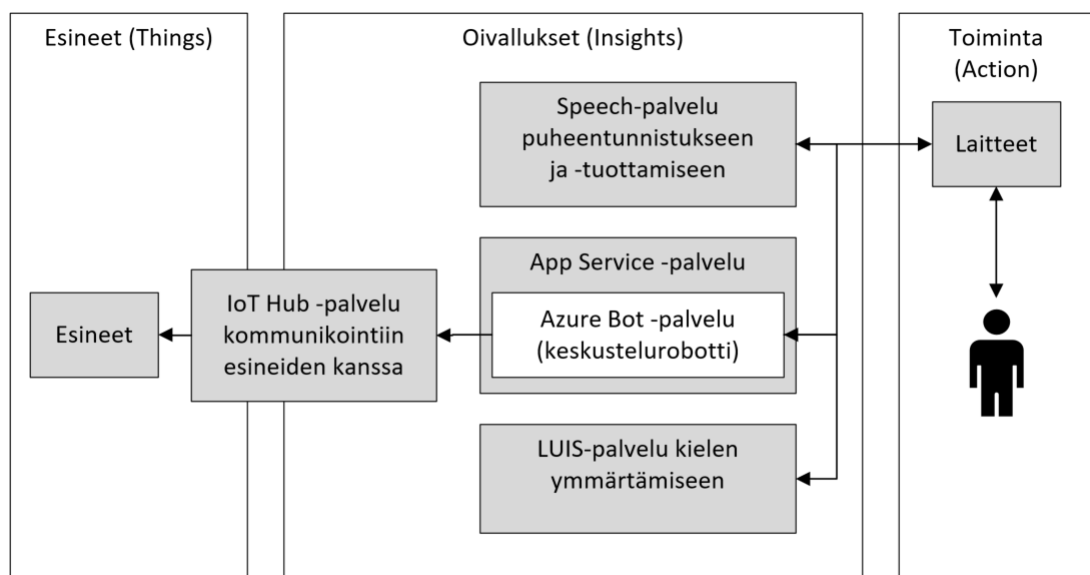 Esineet (Things)
Oivallukset (Insights)
Toiminta
(Action)
Speech-palvelu
puheentunnistukseen
ja -tuottamiseen
Laitteet
App Service -palvelu
Azure Bot -palvelu
(keskustelurobotti)
IoT Hub -palvelu
kommunikointiin
esineiden kanssa
Esineet
LUIS-palvelu kielen
ymmärtämiseen